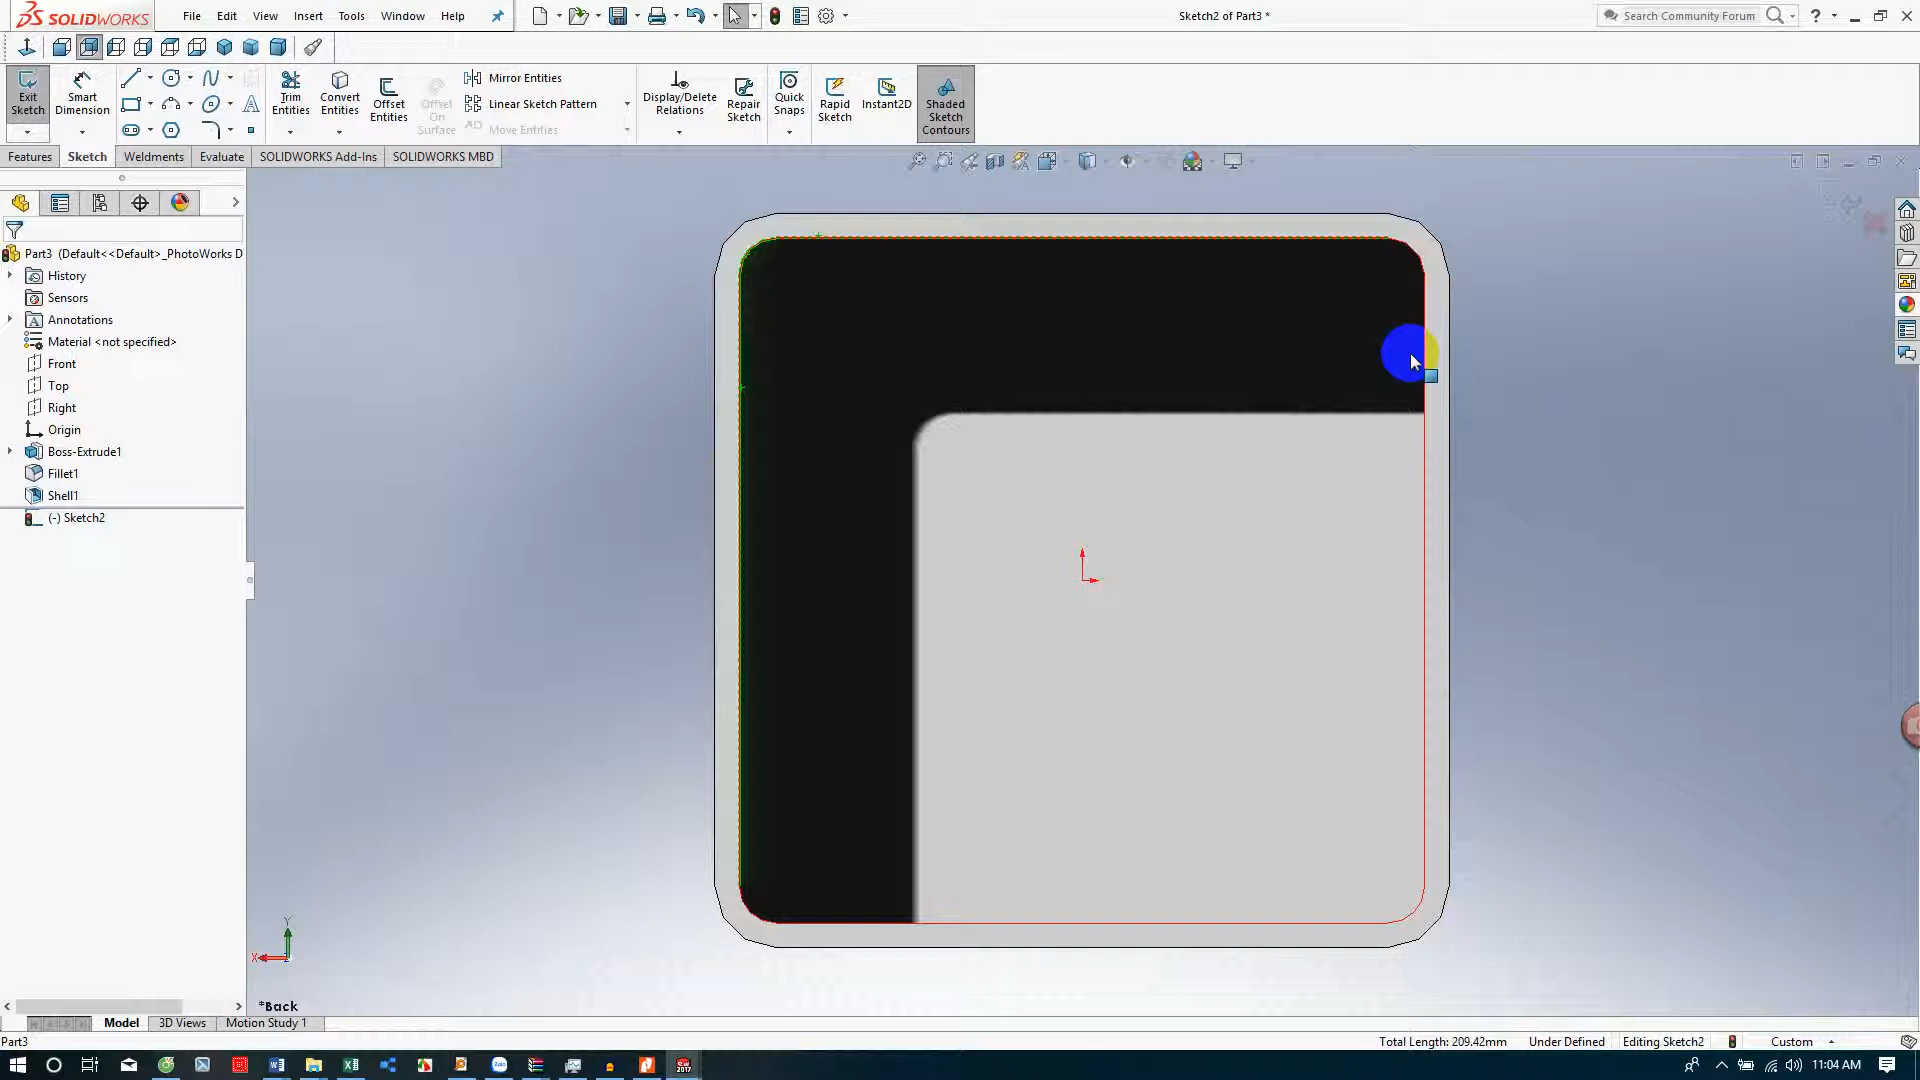 SOLIDWORKS File Edit View Insert Tools Window Help Sketch2 of Part3 * Search Community Forum ?
Exit Sketch
Smart Dimension
Trim Entities
Convert Entities
Offset Entities
Offset On Surface
Mirror Entities
Linear Sketch Pattern
Move Entities
Display/Delete Relations
Repair Sketch
Quick Snaps
Rapid Sketch
Instant2D
Shaded Sketch Contours
Features Sketch Weldments Evaluate SOLIDWORKS Add-Ins SOLIDWORKS MBD
Part3 (Default<<Default>_PhotoWorks D
History
Sensors
Annotations
Material <not specified>
Front
Top
Right
Origin
Boss-Extrude1
Fillet1
Shell1
(-) Sketch2
Y
X
*Back
Model 3D Views Motion Study 1
Part3 Total Length: 209.42mm Under Defined Editing Sketch2 Custom
11:04 AM